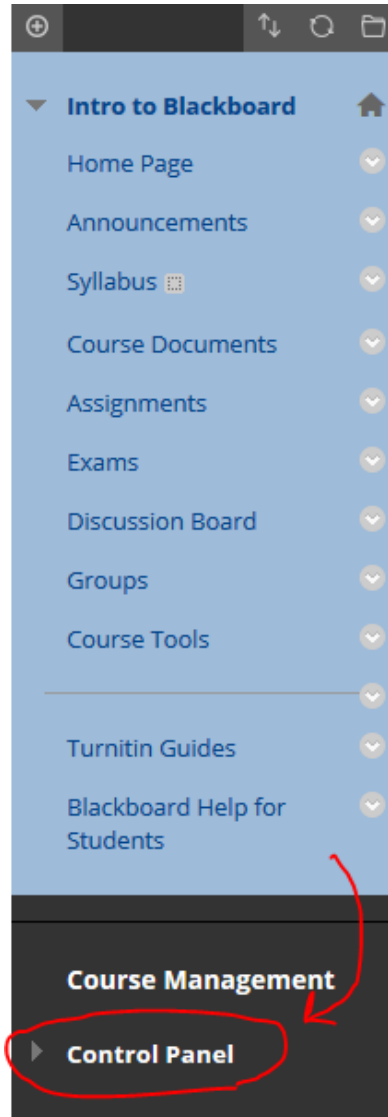 Intro to Blackboard
Home Page
Announcements
Syllabus
Course Documents
Assignments
Exams
Discussion Board
Groups
Course Tools
Turnitin Guides
Blackboard Help for
Students
Course Management
Control Panel